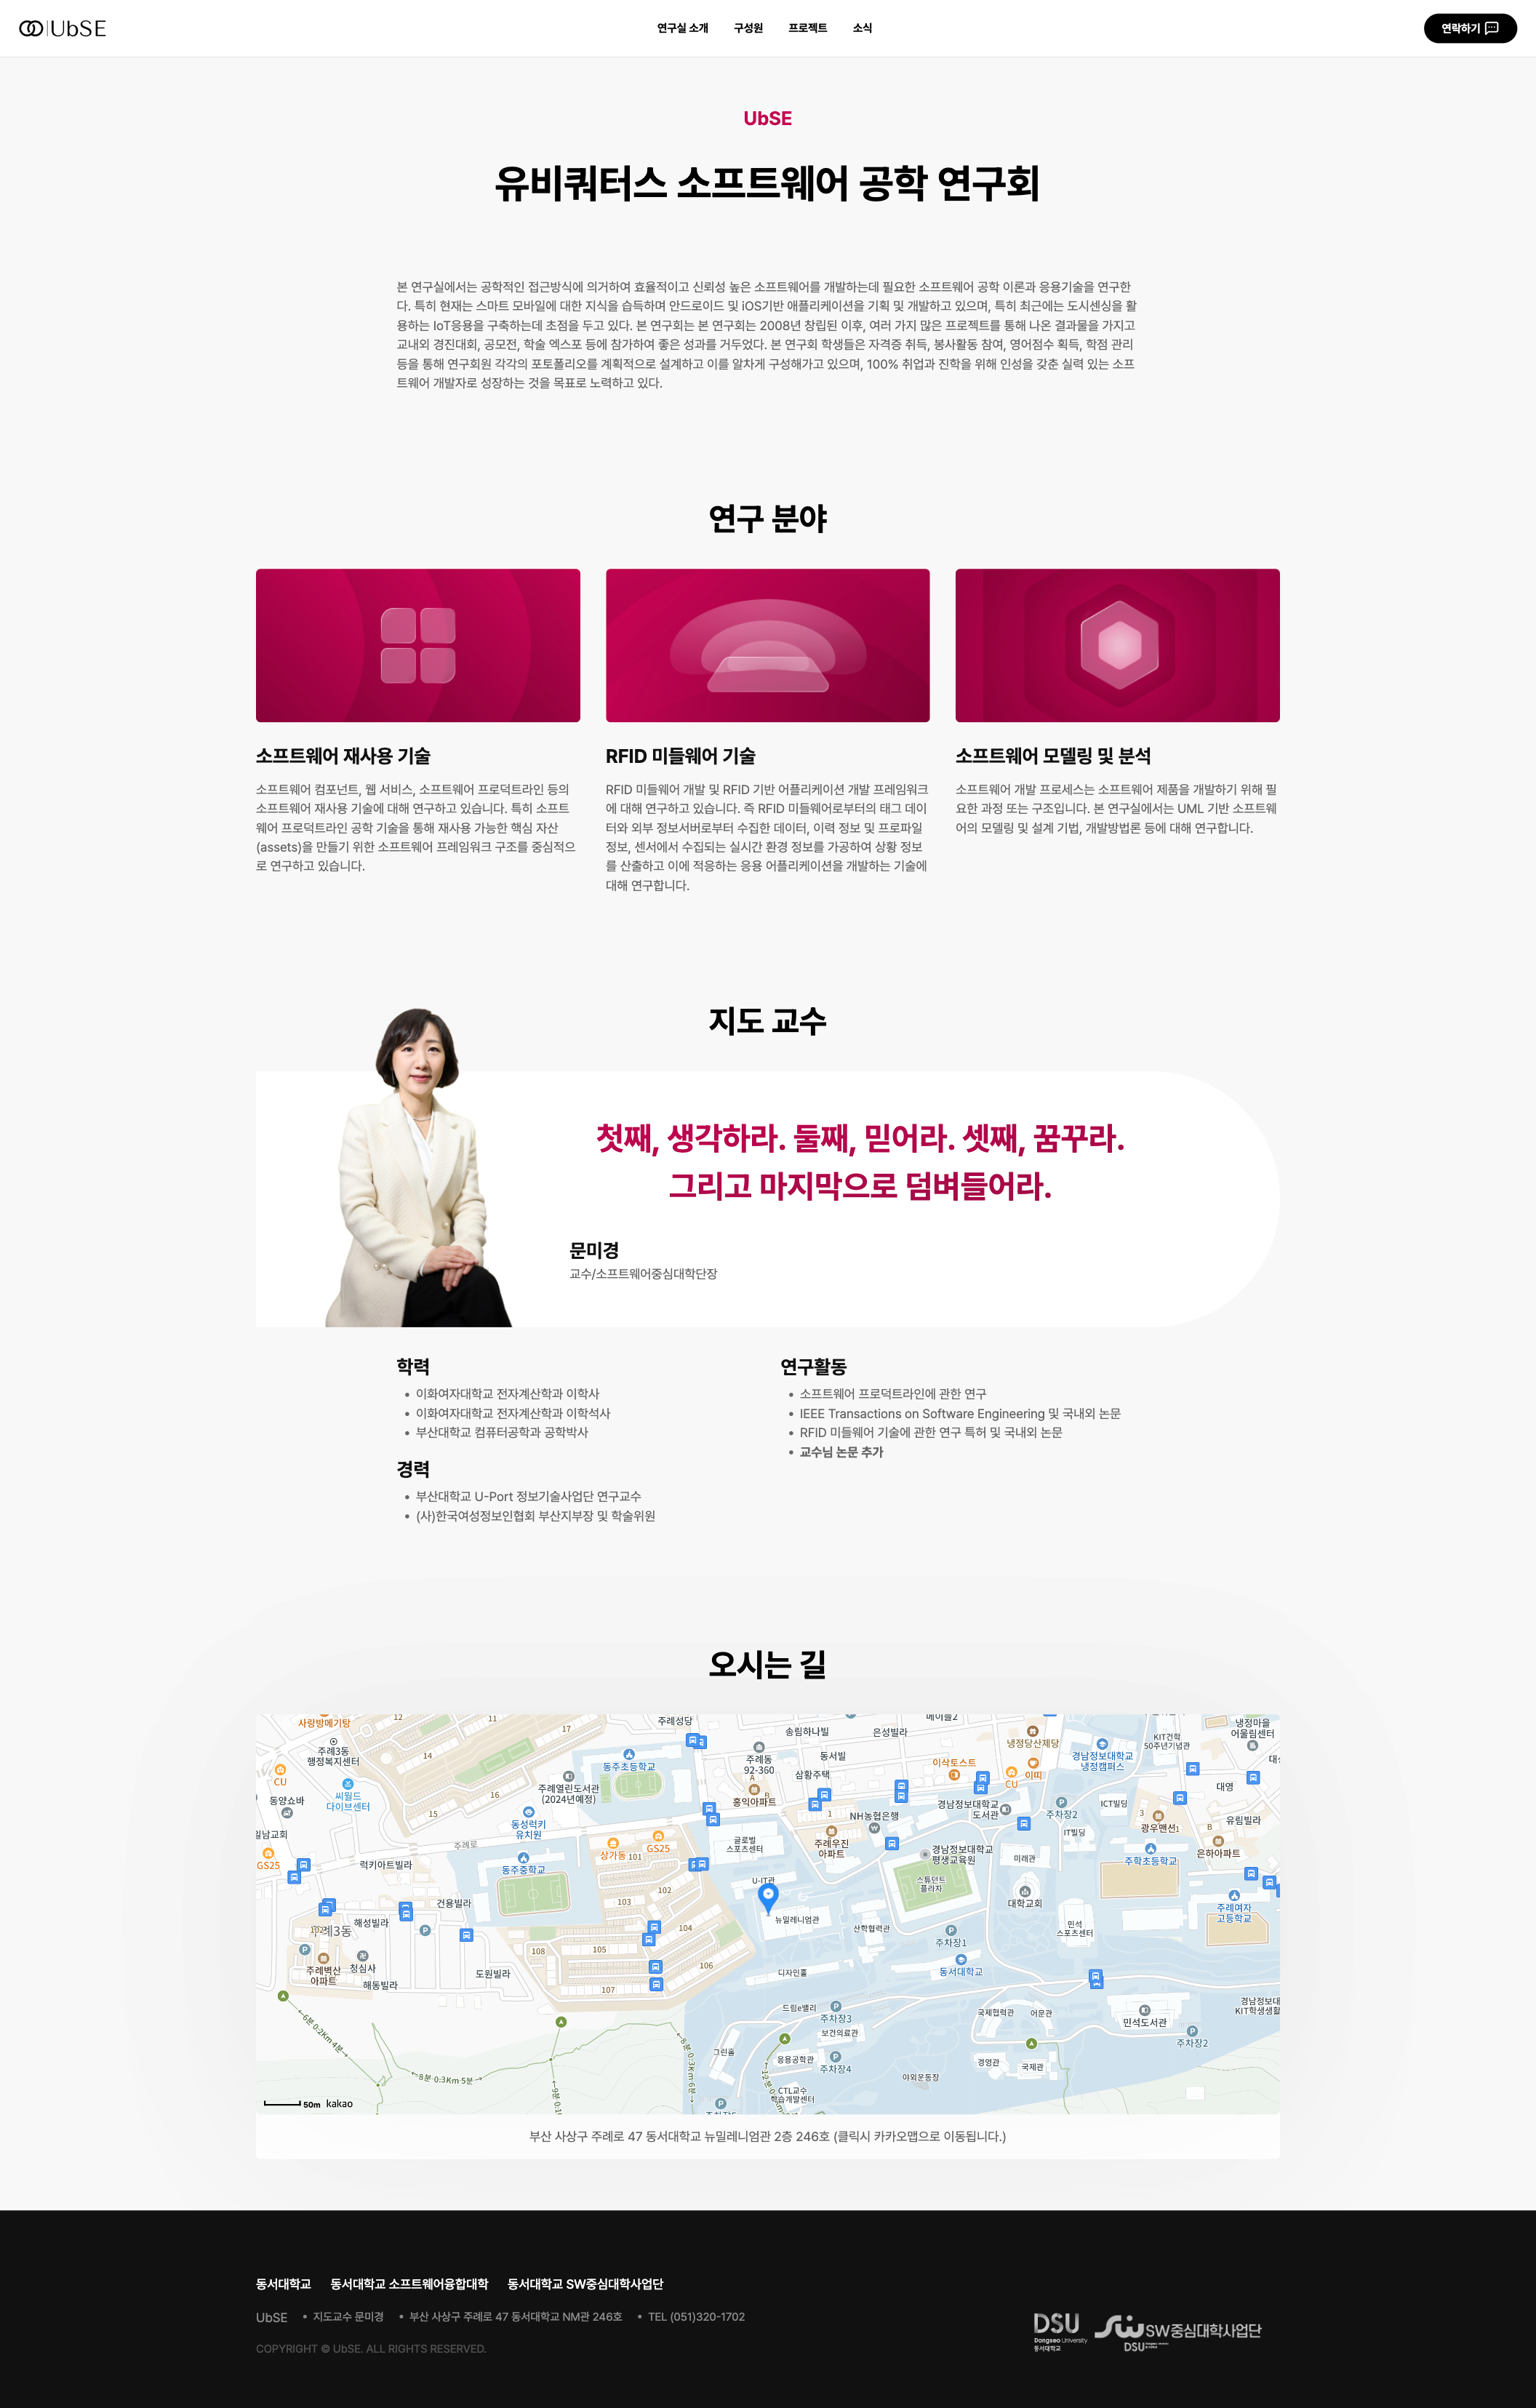 UbSE
연구실 소개
구성원
프로젝트
소식
연락하기
UbSE
유비쿼터스 소프트웨어 공학 연구회
본 연구실에서는 공학적인 접근방식에 의거하여 효율적이고 신뢰성 높은 소프트웨어를 개발하는데 필요한 소프트웨어 공학 이론과 응용기술을 연구한
다. 특히 현재는 스마트 모바일에 대한 지식을 습득하며 안드로이드 및 iOS기반 애플리케이션을 기획 및 개발하고 있으며, 특히 최근에는 도시센싱을 활
용하는 IoT응용을 구축하는데 초점을 두고 있다. 본 연구회는 본 연구회는 2008년 창립된 이후, 여러 가지 많은 프로젝트를 통해 나온 결과물을 가지고
교내외 경진대회, 공모전, 학술 엑스포 등에 참가하여 좋은 성과를 거두었다. 본 연구회 학생들은 자격증 취득, 봉사활동 참여, 영어점수 획득, 학점 관리
등을 통해 연구회원 각각의 포토폴리오를 계획적으로 설계하고 이를 알차게 구성해가고 있으며, 100% 취업과 진학을 위해 인성을 갖춘 실력 있는 소프
트웨어 개발자로 성장하는 것을 목표로 노력하고 있다.
연구 분야
소프트웨어 재사용 기술
소프트웨어 컴포넌트, 웹 서비스, 소프트웨어 프로덕트라인 등의
소프트웨어 재사용 기술에 대해 연구하고 있습니다. 특히 소프트
웨어 프로덕트라인 공학 기술을 통해 재사용 가능한 핵심 자산
(assets)을 만들기 위한 소프트웨어 프레임워크 구조를 중심적으
로 연구하고 있습니다.
RFID 미들웨어 기술
RFID 미들웨어 개발 및 RFID 기반 어플리케이션 개발 프레임워크
에 대해 연구하고 있습니다. 즉 RFID 미들웨어로부터의 태그 데이
터와 외부 정보서버로부터 수집한 데이터, 이력 정보 및 프로파일
정보, 센서에서 수집되는 실시간 환경 정보를 가공하여 상황 정보
를 산출하고 이에 적응하는 응용 어플리케이션을 개발하는 기술에
대해 연구합니다.
소프트웨어 모델링 및 분석
소프트웨어 개발 프로세스는 소프트웨어 제품을 개발하기 위해 필
요한 과정 또는 구조입니다. 본 연구실에서는 UML 기반 소프트웨
어의 모델링 및 설계 기법, 개발방법론 등에 대해 연구합니다.
지도 교수
첫째, 생각하라. 둘째, 믿어라. 셋째, 꿈꾸라.
그리고 마지막으로 덤벼들어라.
문미경
교수/소프트웨어중심대학단장
학력
• 이화여자대학교 전자계산학과 이학사
• 이화여자대학교 전자계산학과 이학석사
• 부산대학교 컴퓨터공학과 공학박사
경력
• 부산대학교 U-Port 정보기술사업단 연구교수
• (사)한국여성정보인협회 부산지부장 및 학술위원
연구활동
• 소프트웨어 프로덕트라인에 관한 연구
• IEEE Transactions on Software Engineering 및 국내외 논문
• RFID 미들웨어 기술에 관한 연구 특허 및 국내외 논문
• 교수님 논문 추가
오시는 길
사랑방메기탕
12
11
17
주례성당
송림하나빌
은성빌라
메이플2
냉정당산제당
KIT건학
50주년기념관
냉정마을
어울림센터
주례3동
행정복지센터
14
동주초등학교
주례동
92-360
동서빌
삼황주택
이삭토스트
이띠
경남정보대학교
냉정캠퍼스
CU
씨월드
다이브센터
동양쇼바
16
15
주례열린도서관
(2024년예정)
A
B
홍익아파트
CU
경남정보대학교
도서관
주차장2
ICT빌딩
대영
NH농협은행
1
3
광우맨션1
B
유림빌라
일남교회
주례로
동성럭키
유치원
상가동
101
GS25
글로벌
스포츠센터
주례우진
아파트
경남정보대학교
평생교육원
미래관
IT빌딩
주학초등학교
은하아파트
GS25
럭키아트빌라
동주중학교
102
103
U-IT관
스튜던트
플라자
대학교회
주례여자
고등학교
건용빌라
해성빌라
주례3동
104
뉴밀레니엄관
산학협력관
주차장1
민석
스포츠센터
청심사
주례벽산
아파트
해동빌라
도원빌라
108
105
106
107
디자인홀
동서대학교
드림e밸리
주차장3
보건의료관
국제협력관
어문관
민석도서관
주차장2
경남정보대
KIT학생생활
←6분·0.2Km·4분→
←8분·0.3Km·5분→
←8분·0.3Km·6분→
그린홀
응용공학관
주차장4
경영관
국제관
야외운동장
CTL교수
학습개발센터
50m
kakao
부산 사상구 주례로 47 동서대학교 뉴밀레니엄관 2층 246호 (클릭시 카카오맵으로 이동됩니다.)
동서대학교
동서대학교 소프트웨어융합대학
동서대학교 SW중심대학사업단
UbSE • 지도교수 문미경 • 부산 사상구 주례로 47 동서대학교 NM관 246호 • TEL (051)320-1702
COPYRIGHT © UbSE. ALL RIGHTS RESERVED.
DSU
Dongseo University
동서대학교
SW중심대학사업단
DSU